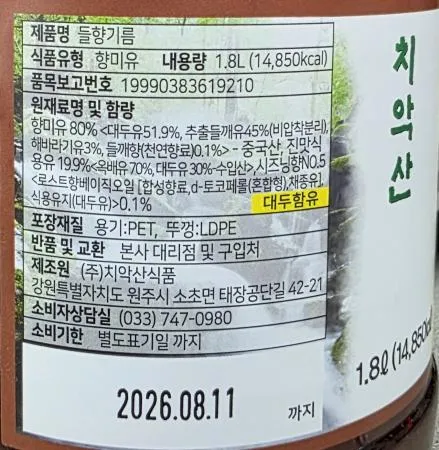 제품명 들향기름
식품유형 향미유 내용량 1.8L (14,850kcal)
품목보고번호 19990383619210
원재료명 및 함량
향미유 80% <대두유51.9%, 추출들깨유45%(비압착분리),
해바라기유3%, 들깨향(천연향료)0.1%> - 중국산, 진맛식
용유 19.9%<옥배유 70%, 대두유 30%-수입산>, 시즈닝향NO.5
<로스트향베이직오일 [합성향료, d-토코페롤(혼합형), 채종유],
식용유지(대두유)>0.1%
대두함유
포장재질 용기:PET, 뚜껑:LDPE
반품 및 교환 본사 대리점 및 구입처
제조원 (주)치악산식품
강원특별자치도 원주시 소초면 태장공단길 42-21
소비자상담실 (033) 747-0980
소비기한 별도표기일 까지
2026.08.11 까지
치악산
1.8ℓ (14,850kc